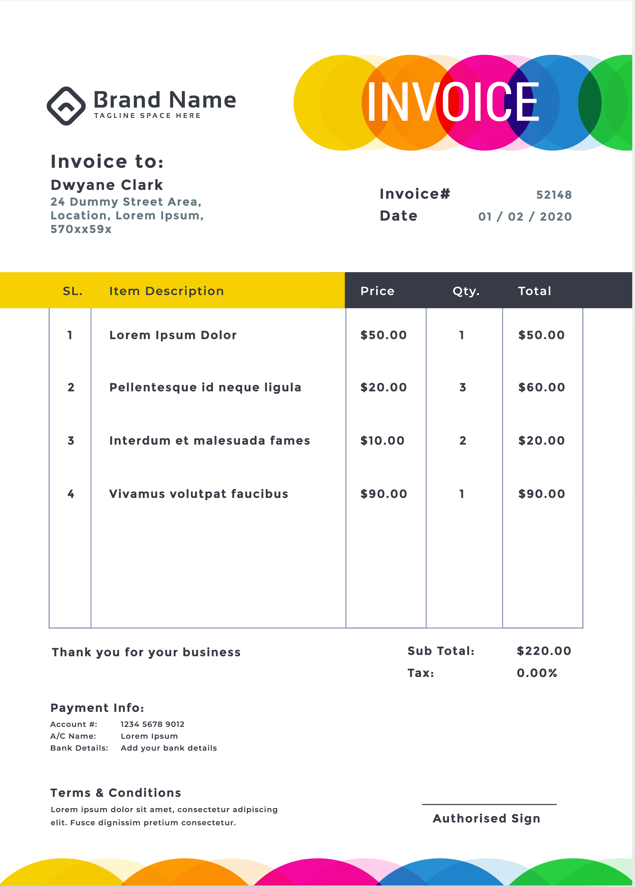 Brand Name
TAGLINE SPACE HERE
INVOICE
Invoice to:
Dwyane Clark
24 Dummy Street Area,
Location, Lorem Ipsum,
570xx59x
Invoice# 52148
Date 01 / 02 / 2020
SL. Item Description Price Qty. Total
1 Lorem Ipsum Dolor $50.00 1 $50.00
2 Pellentesque id neque ligula $20.00 3 $60.00
3 Interdum et malesuada fames $10.00 2 $20.00
4 Vivamus volutpat faucibus $90.00 1 $90.00
Thank you for your business
Sub Total: $220.00
Tax: 0.00%
Payment Info:
Account #: 1234 5678 9012
A/C Name: Lorem Ipsum
Bank Details: Add your bank details
Terms & Conditions
Lorem ipsum dolor sit amet, consectetur adipiscing
elit. Fusce dignissim pretium consectetur.
Authorised Sign